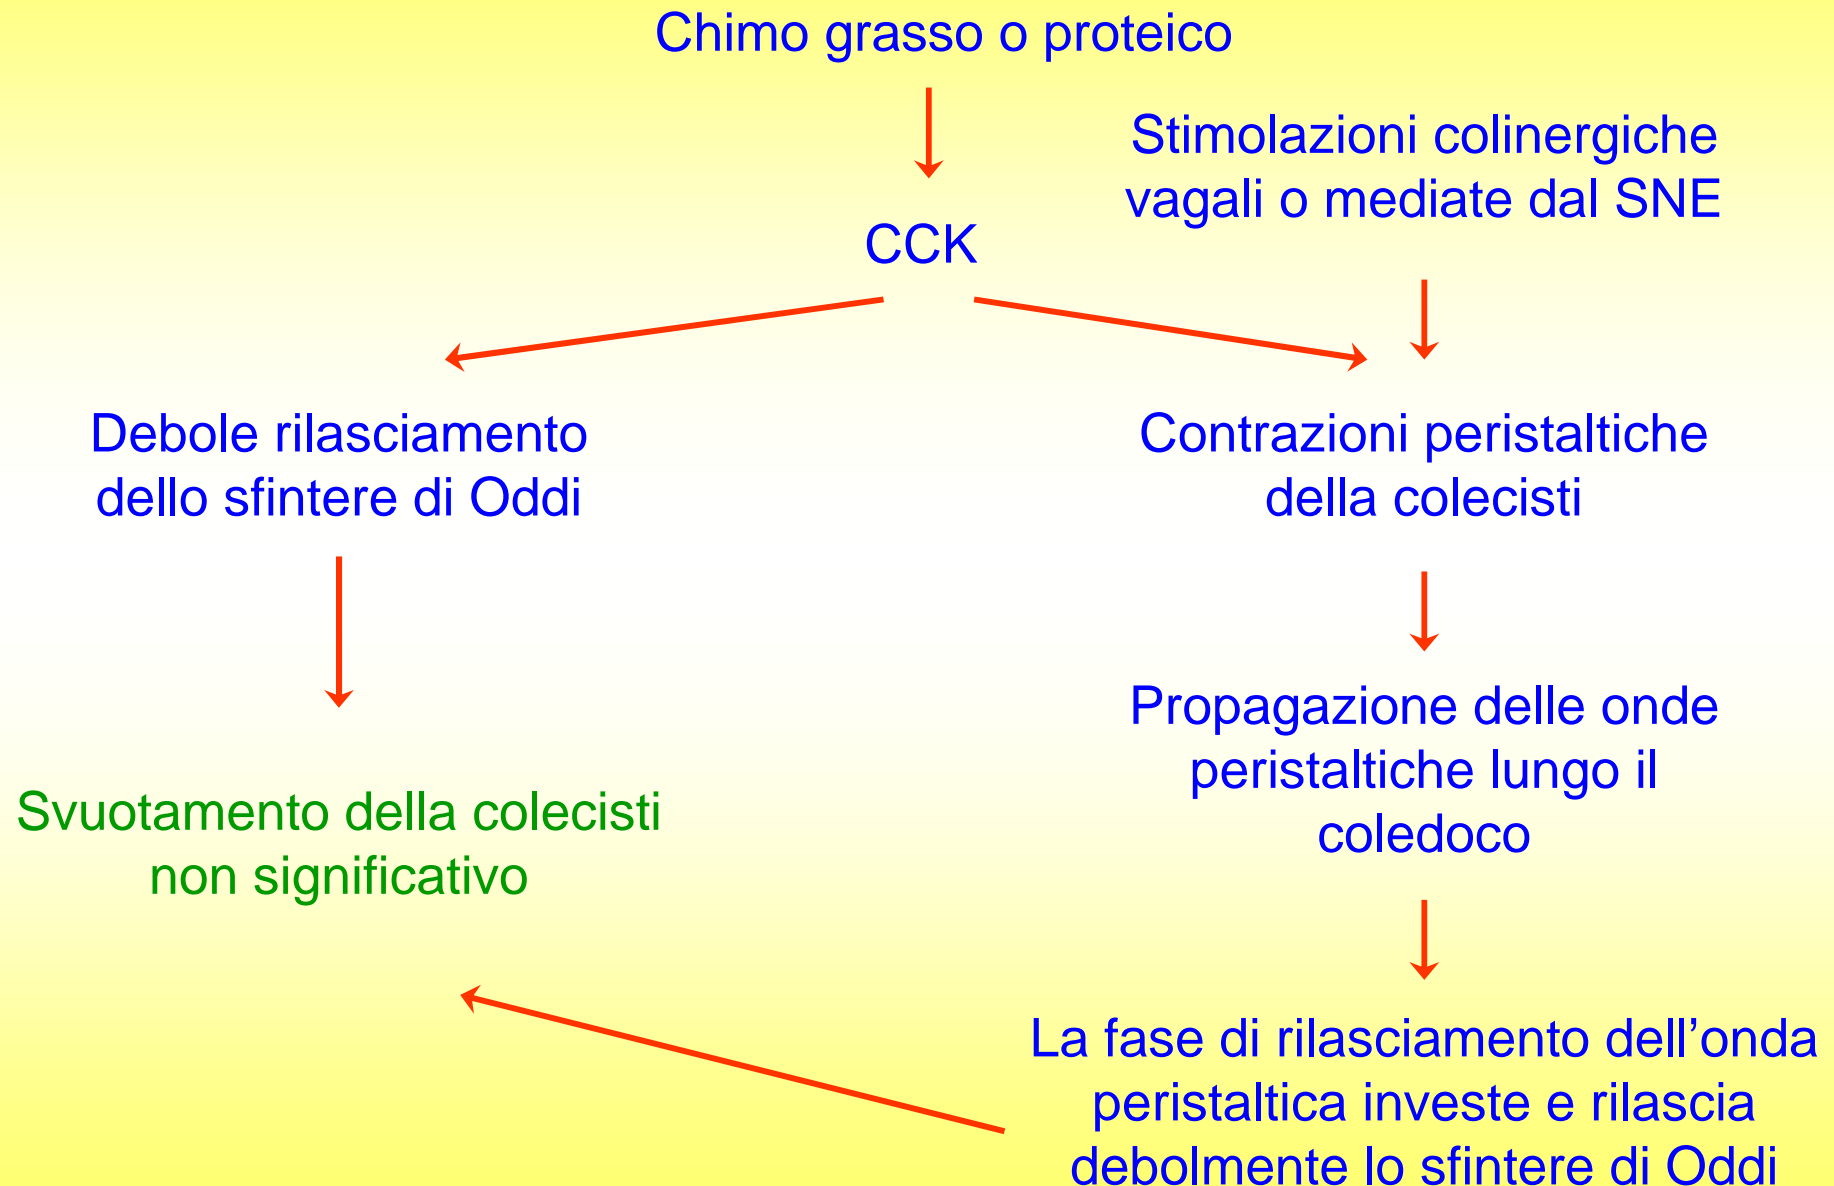 Chimo grasso o proteico
Stimolazioni colinergiche
vagali o mediate dal SNE
CCK
Debole rilasciamento
dello sfintere di Oddi
Contrazioni peristaltiche
della colecisti
Propagazione delle onde
peristaltiche lungo il
coledoco
Svuotamento della colecisti
non significativo
La fase di rilasciamento dell’onda
peristaltica investe e rilascia
debolmente lo sfintere di Oddi